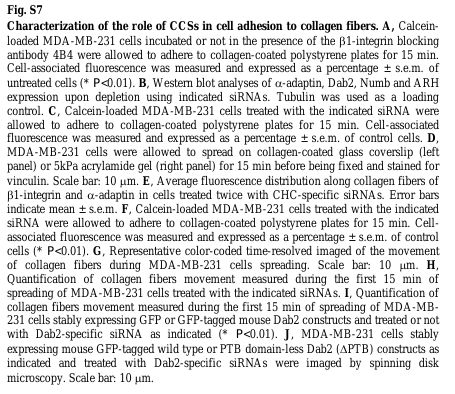 Fig. S7
Characterization of the role of CCSs in cell adhesion to collagen fibers. A, Calcein-
loaded MDA-MB-231 cells incubated or not in the presence of the β1-integrin blocking
antibody 4B4 were allowed to adhere to collagen-coated polystyrene plates for 15 min.
Cell-associated fluorescence was measured and expressed as a percentage ± s.e.m. of
untreated cells (* P<0.01). B, Western blot analyses of α-adaptin, Dab2, Numb and ARH
expression upon depletion using indicated siRNAs. Tubulin was used as a loading
control. C, Calcein-loaded MDA-MB-231 cells treated with the indicated siRNA were
allowed to adhere to collagen-coated polystyrene plates for 15 min. Cell-associated
fluorescence was measured and expressed as a percentage ± s.e.m. of control cells. D,
MDA-MB-231 cells were allowed to spread on collagen-coated glass coverslip (left
panel) or 5kPa acrylamide gel (right panel) for 15 min before being fixed and stained for
vinculin. Scale bar: 10 μm. E, Average fluorescence distribution along collagen fibers of
β1-integrin and α-adaptin in cells treated twice with CHC-specific siRNAs. Error bars
indicate mean ± s.e.m. F, Calcein-loaded MDA-MB-231 cells treated with the indicated
siRNA were allowed to adhere to collagen-coated polystyrene plates for 15 min. Cell-
associated fluorescence was measured and expressed as a percentage ± s.e.m. of control
cells (* P<0.01). G, Representative color-coded time-resolved imaged of the movement
of collagen fibers during MDA-MB-231 cells spreading. Scale bar: 10 μm. H,
Quantification of collagen fibers movement measured during the first 15 min of
spreading of MDA-MB-231 cells treated with the indicated siRNAs. I, Quantification of
collagen fibers movement measured during the first 15 min of spreading of MDA-MB-
231 cells stably expressing GFP or GFP-tagged mouse Dab2 constructs and treated or not
with Dab2-specific siRNA as indicated (* P<0.01). J, MDA-MB-231 cells stably
expressing mouse GFP-tagged wild type or PTB domain-less Dab2 (ΔPTB) constructs as
indicated and treated with Dab2-specific siRNAs were imaged by spinning disk
microscopy. Scale bar: 10 μm.